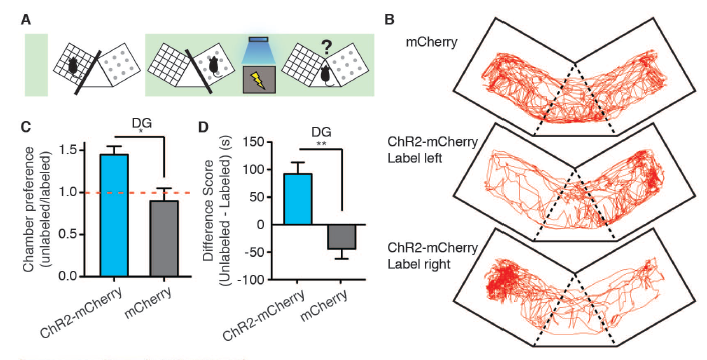 A
?
B
mCherry
ChR2-mCherry
Label left
ChR2-mCherry
Label right
C
DG
*
Chamber preference
(unlabeled/labeled)
1.5
1.0
0.5
0.0
ChR2-mCherry
mCherry
D
DG
**
Difference Score
(Unlabeled - Labeled) (s)
150
100
50
0
-50
-100
ChR2-mCherry
mCherry